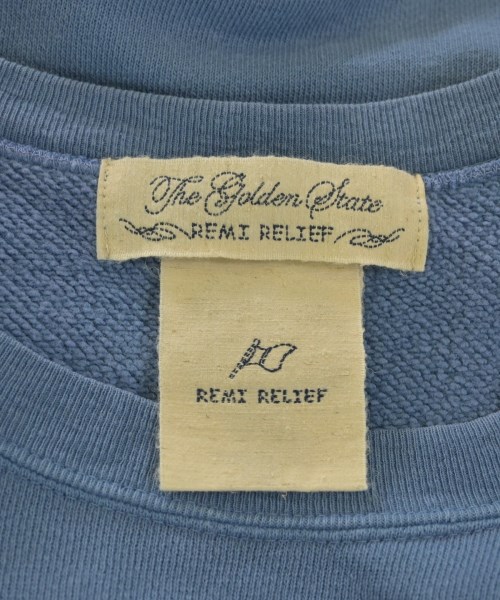 The Golden State
REMI RELIEF
REMI RELIEF